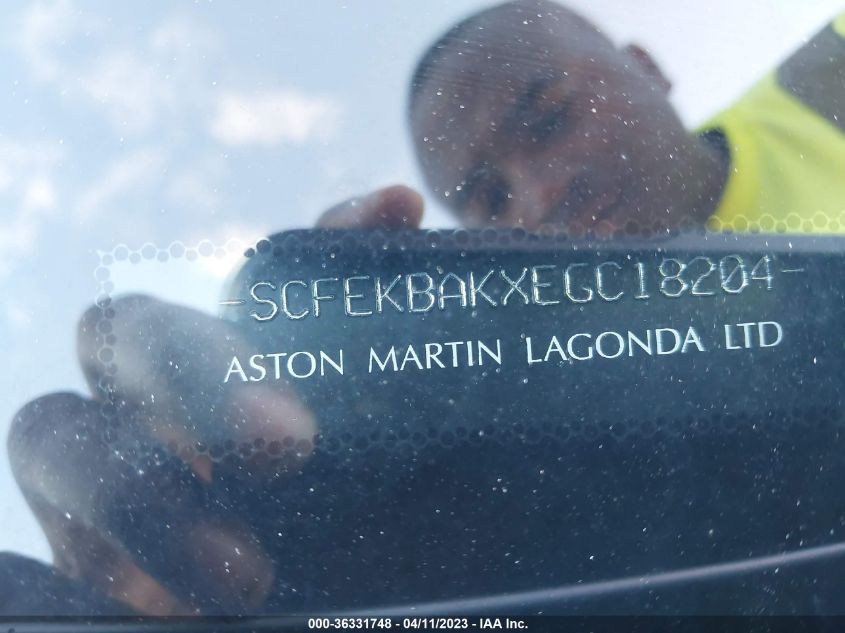 -SCFEKBAKXEGC18204-
ASTON MARTIN LAGONDA LTD
000-36331748 - 04/11/2023 - IAA Inc.